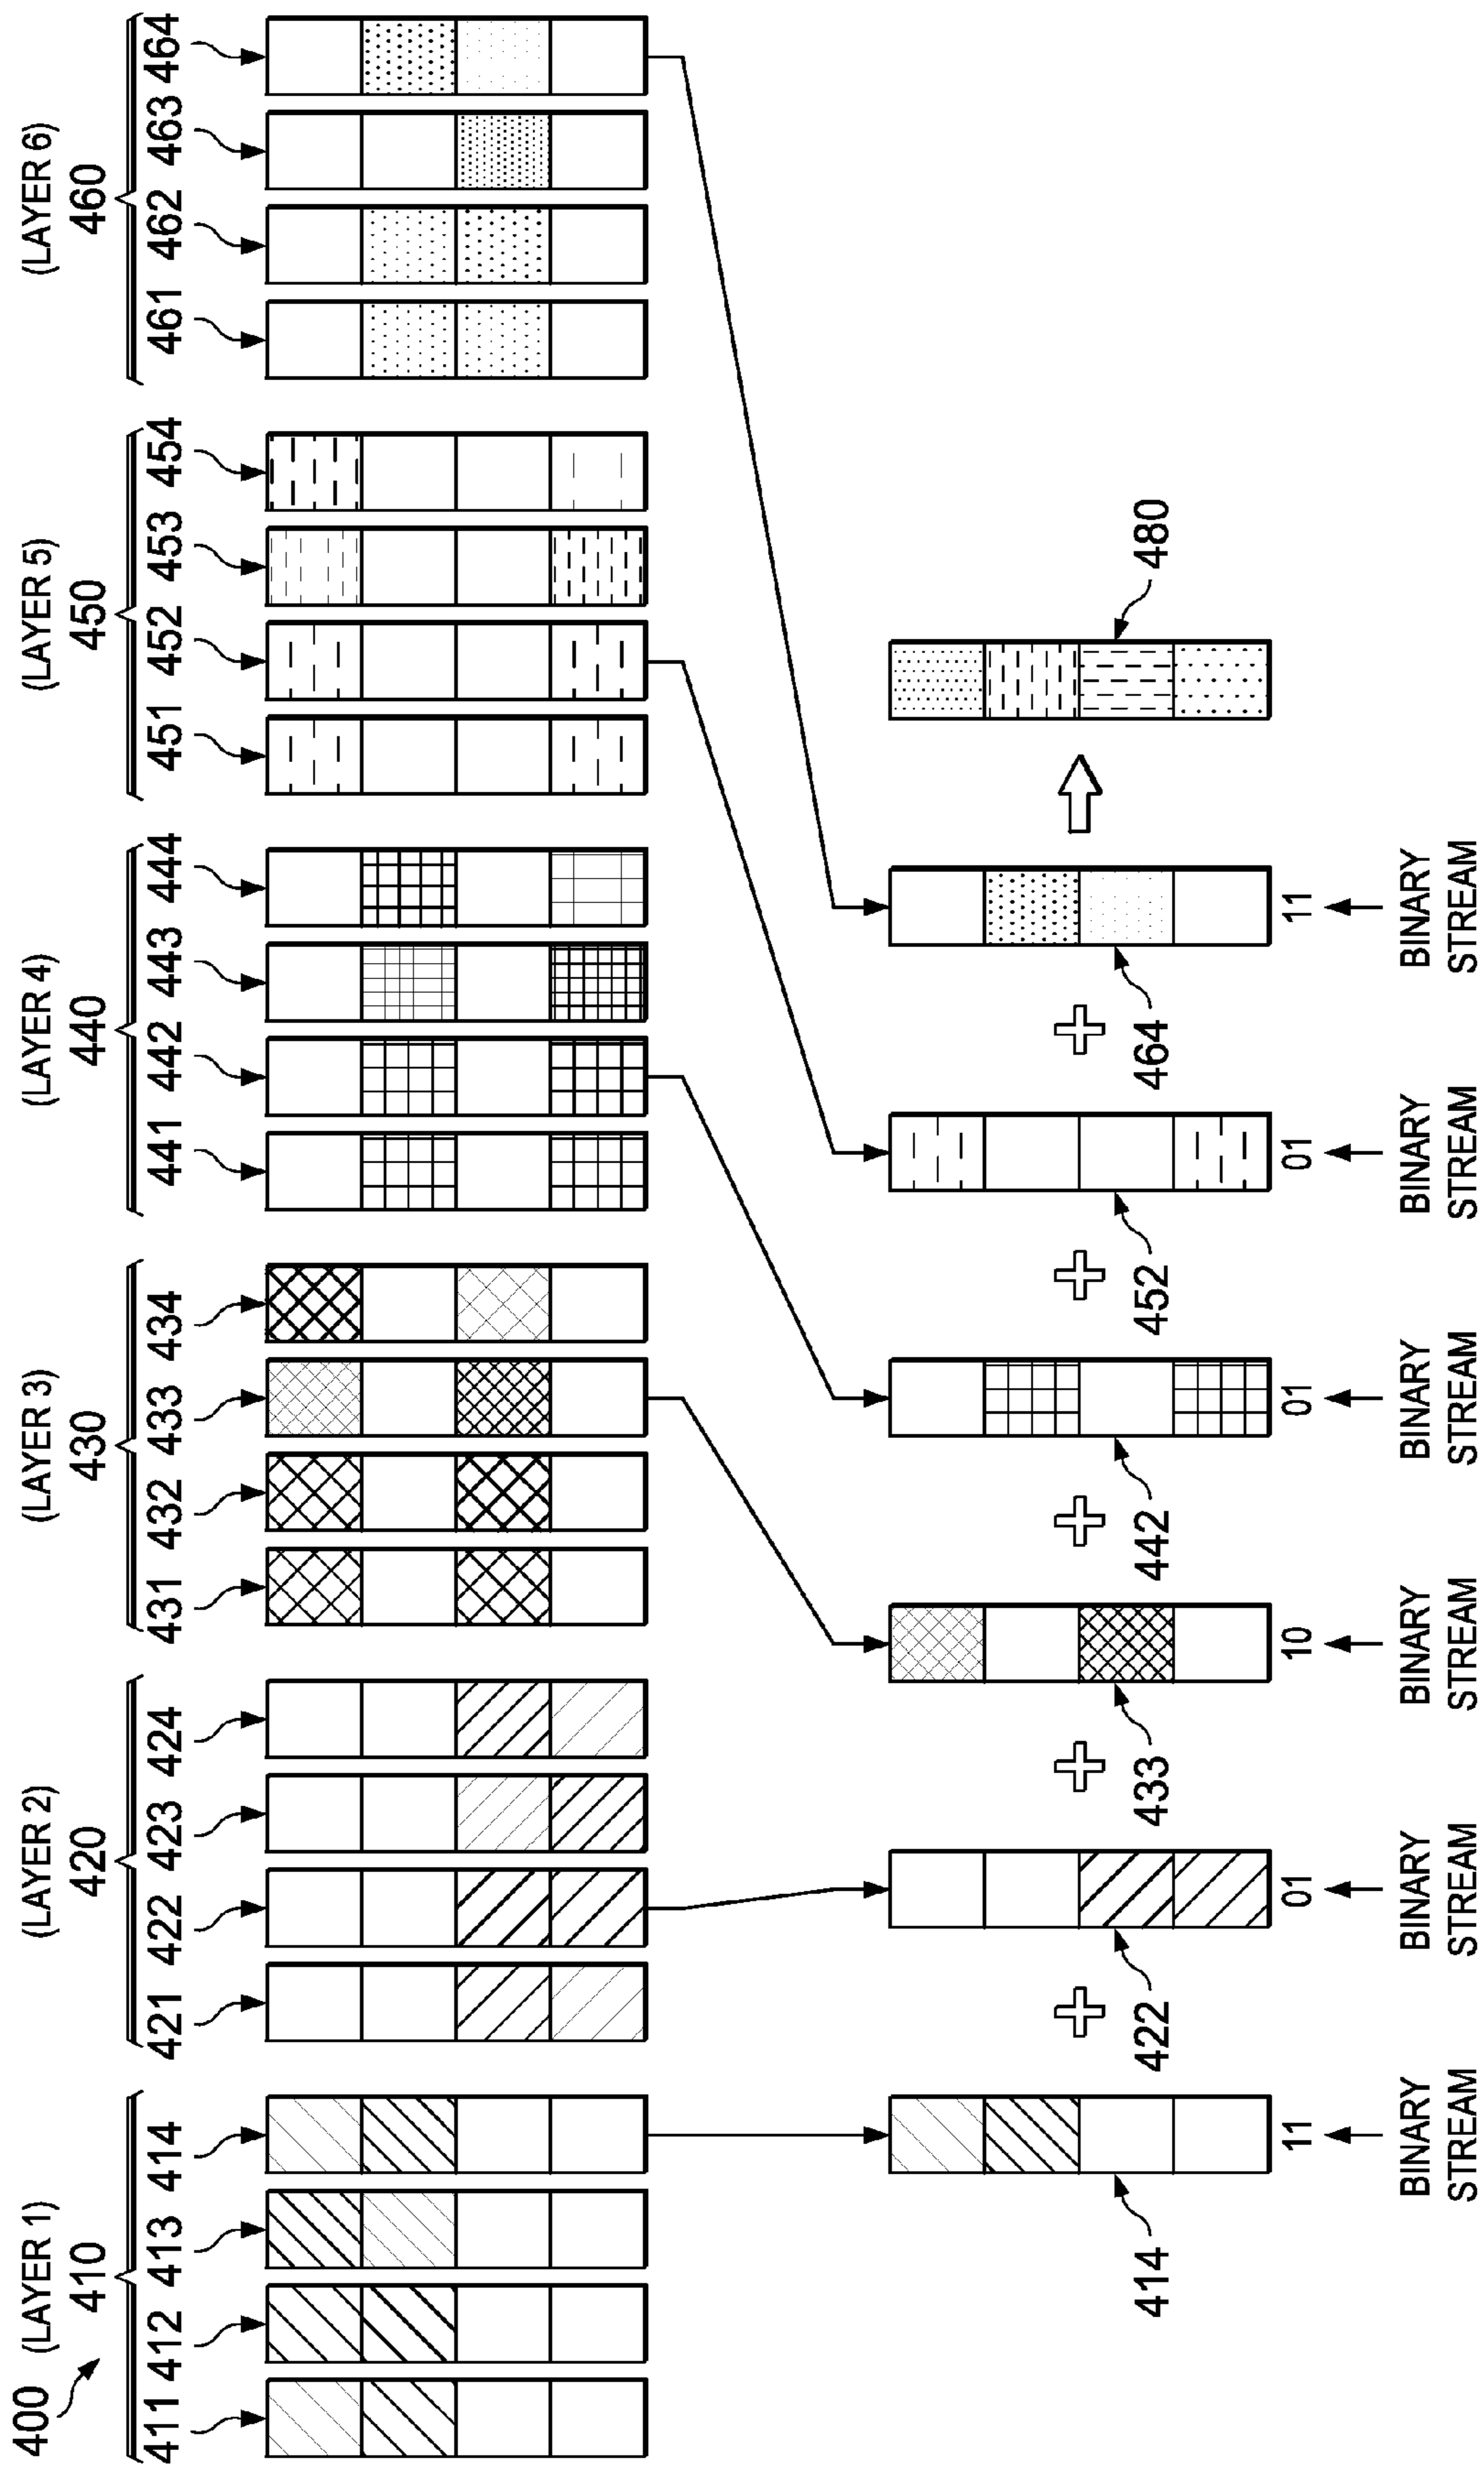 400
(LAYER 1)
410
411 412 413 414
(LAYER 2)
420
421 422 423 424
(LAYER 3)
430
431 432 433 434
(LAYER 4)
440
441 442 443 444
(LAYER 5)
450
451 452 453 454
(LAYER 6)
460
461 462 463 464
414 + 422 + 433 + 442 + 452 + 464 480
11 01 10 01 01 11
BINARY STREAM
BINARY STREAM
BINARY STREAM
BINARY STREAM
BINARY STREAM
BINARY STREAM